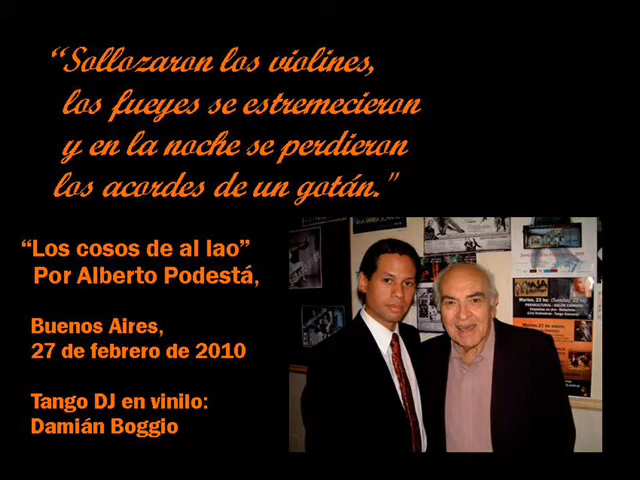 “Sollozaron los violines,
los fueyes se estremecieron
y en la noche se perdieron
los acordes de un gotán."
“Los cosos de al lao”
Por Alberto Podestá,
Buenos Aires,
27 de febrero de 2010
Tango DJ en vinilo:
Damián Boggio